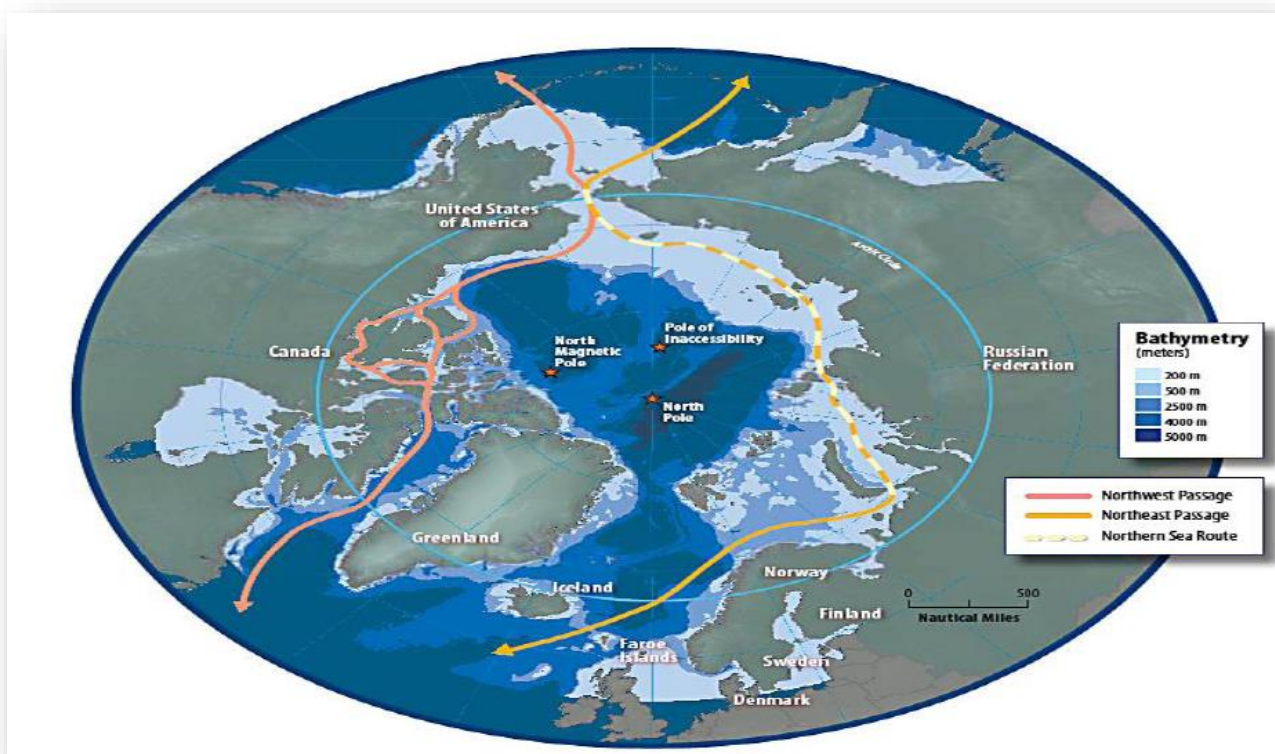 United States
of America
Arctic Circle
North
Magnetic
Pole
Pole of
Inaccessibility
Canada
Russian
Federation
North
Pole
Bathymetry
(meters)
200 m
500 m
2500 m
4000 m
5000 m
Northwest Passage
Northeast Passage
Northern Sea Route
Greenland
Iceland
Norway
Finland
0 500
Nautical Miles
Faroe
Islands
Sweden
Denmark